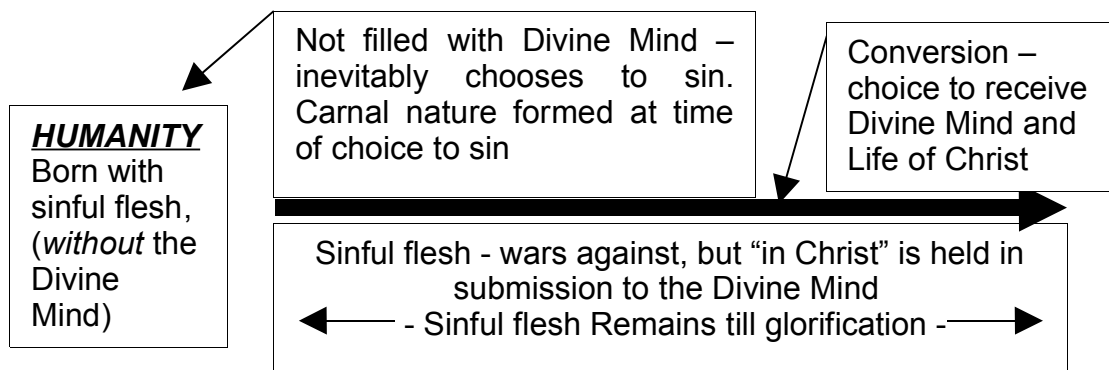 HUMANITY
Born with
sinful flesh,
(without the
Divine
Mind)
Not filled with Divine Mind –
inevitably chooses to sin.
Carnal nature formed at time
of choice to sin
Conversion –
choice to receive
Divine Mind and
Life of Christ
Sinful flesh - wars against, but “in Christ” is held in
submission to the Divine Mind
- Sinful flesh Remains till glorification -